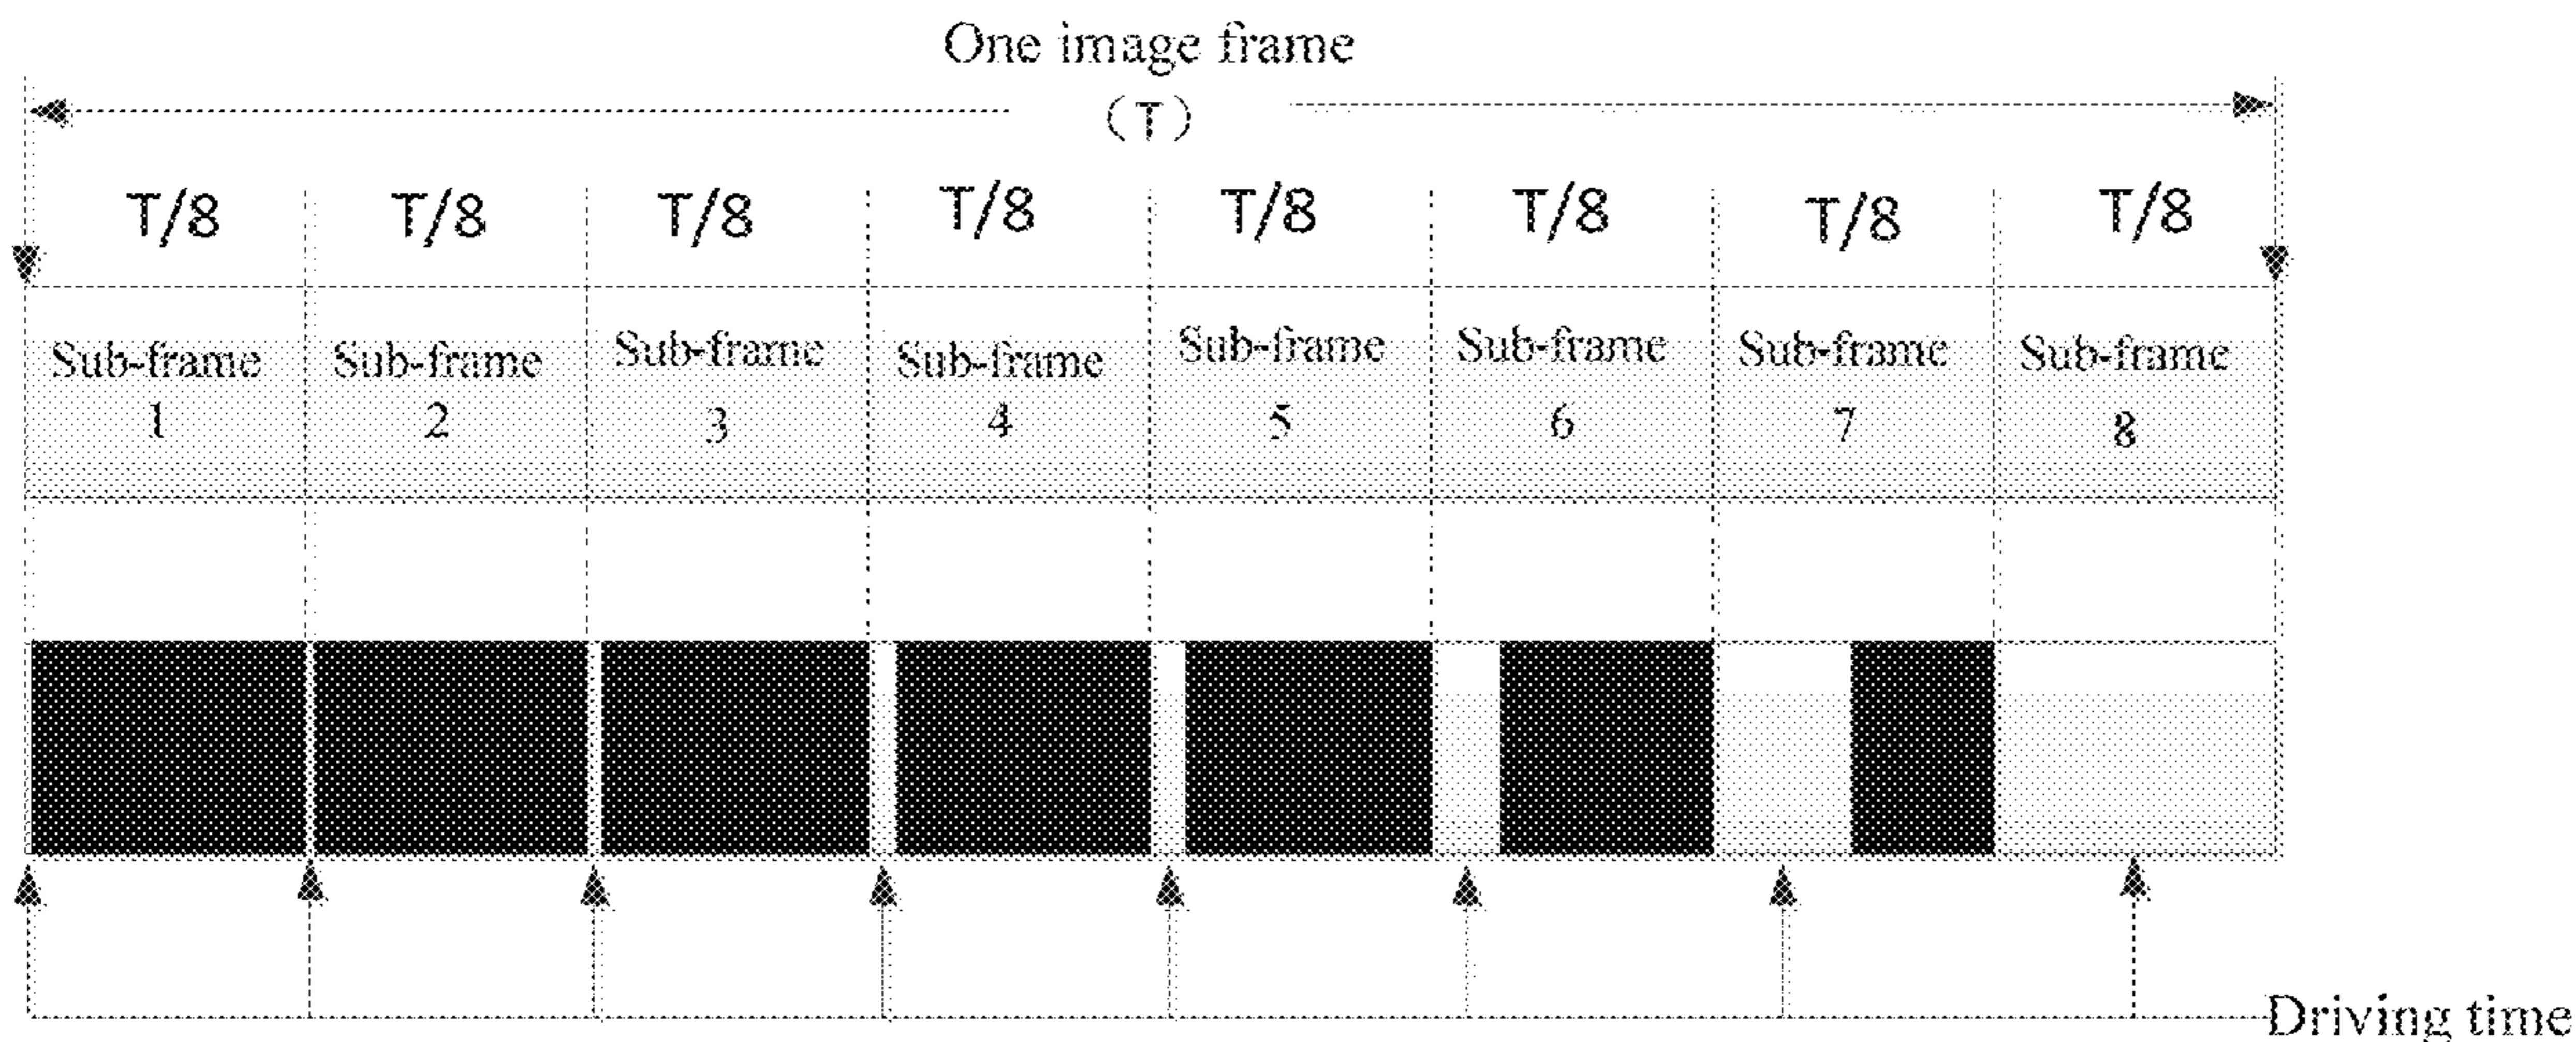 One image frame
(T)
T/8 T/8 T/8 T/8 T/8 T/8 T/8 T/8
Sub-frame 1
Sub-frame 2
Sub-frame 3
Sub-frame 4
Sub-frame 5
Sub-frame 6
Sub-frame 7
Sub-frame 8
Driving time